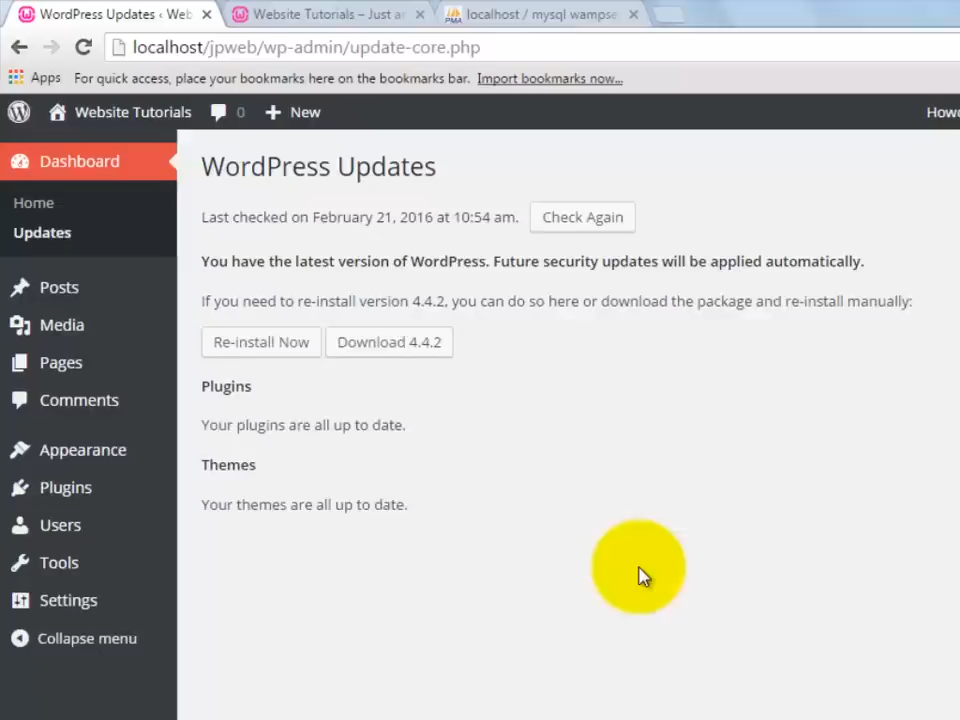 WordPress Updates ‹ Web
Website Tutorials – Just a
localhost / mysql wampse
localhost/jpweb/wp-admin/update-core.php
Apps For quick access, place your bookmarks here on the bookmarks bar. Import bookmarks now...
Website Tutorials 0 New
Dashboard
Home
Updates
Posts
Media
Pages
Comments
Appearance
Plugins
Users
Tools
Settings
Collapse menu
WordPress Updates
Last checked on February 21, 2016 at 10:54 am. Check Again
You have the latest version of WordPress. Future security updates will be applied automatically.
If you need to re-install version 4.4.2, you can do so here or download the package and re-install manually:
Re-install Now Download 4.4.2
Plugins
Your plugins are all up to date.
Themes
Your themes are all up to date.